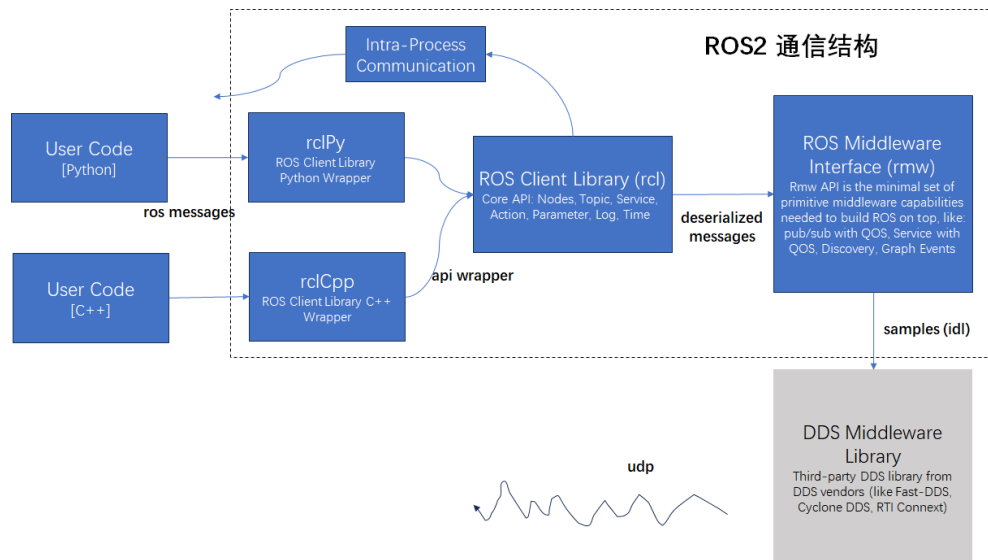 ROS2 通信结构
Intra-Process
Communication
User Code
[Python]
rclPy
ROS Client Library
Python Wrapper
ros messages
User Code
[C++]
rclCpp
ROS Client Library C++
Wrapper
api wrapper
ROS Client Library (rcl)
Core API: Nodes, Topic, Service,
Action, Parameter, Log, Time
deserialized
messages
ROS Middleware
Interface (rmw)
Rmw API is the minimal set of
primitive middleware capabilities
needed to build ROS on top, like:
pub/sub with QOS, Service with
QOS, Discovery, Graph Events
samples (idl)
DDS Middleware
Library
Third-party DDS library from
DDS vendors (like Fast-DDS,
Cyclone DDS, RTI Connext)
udp